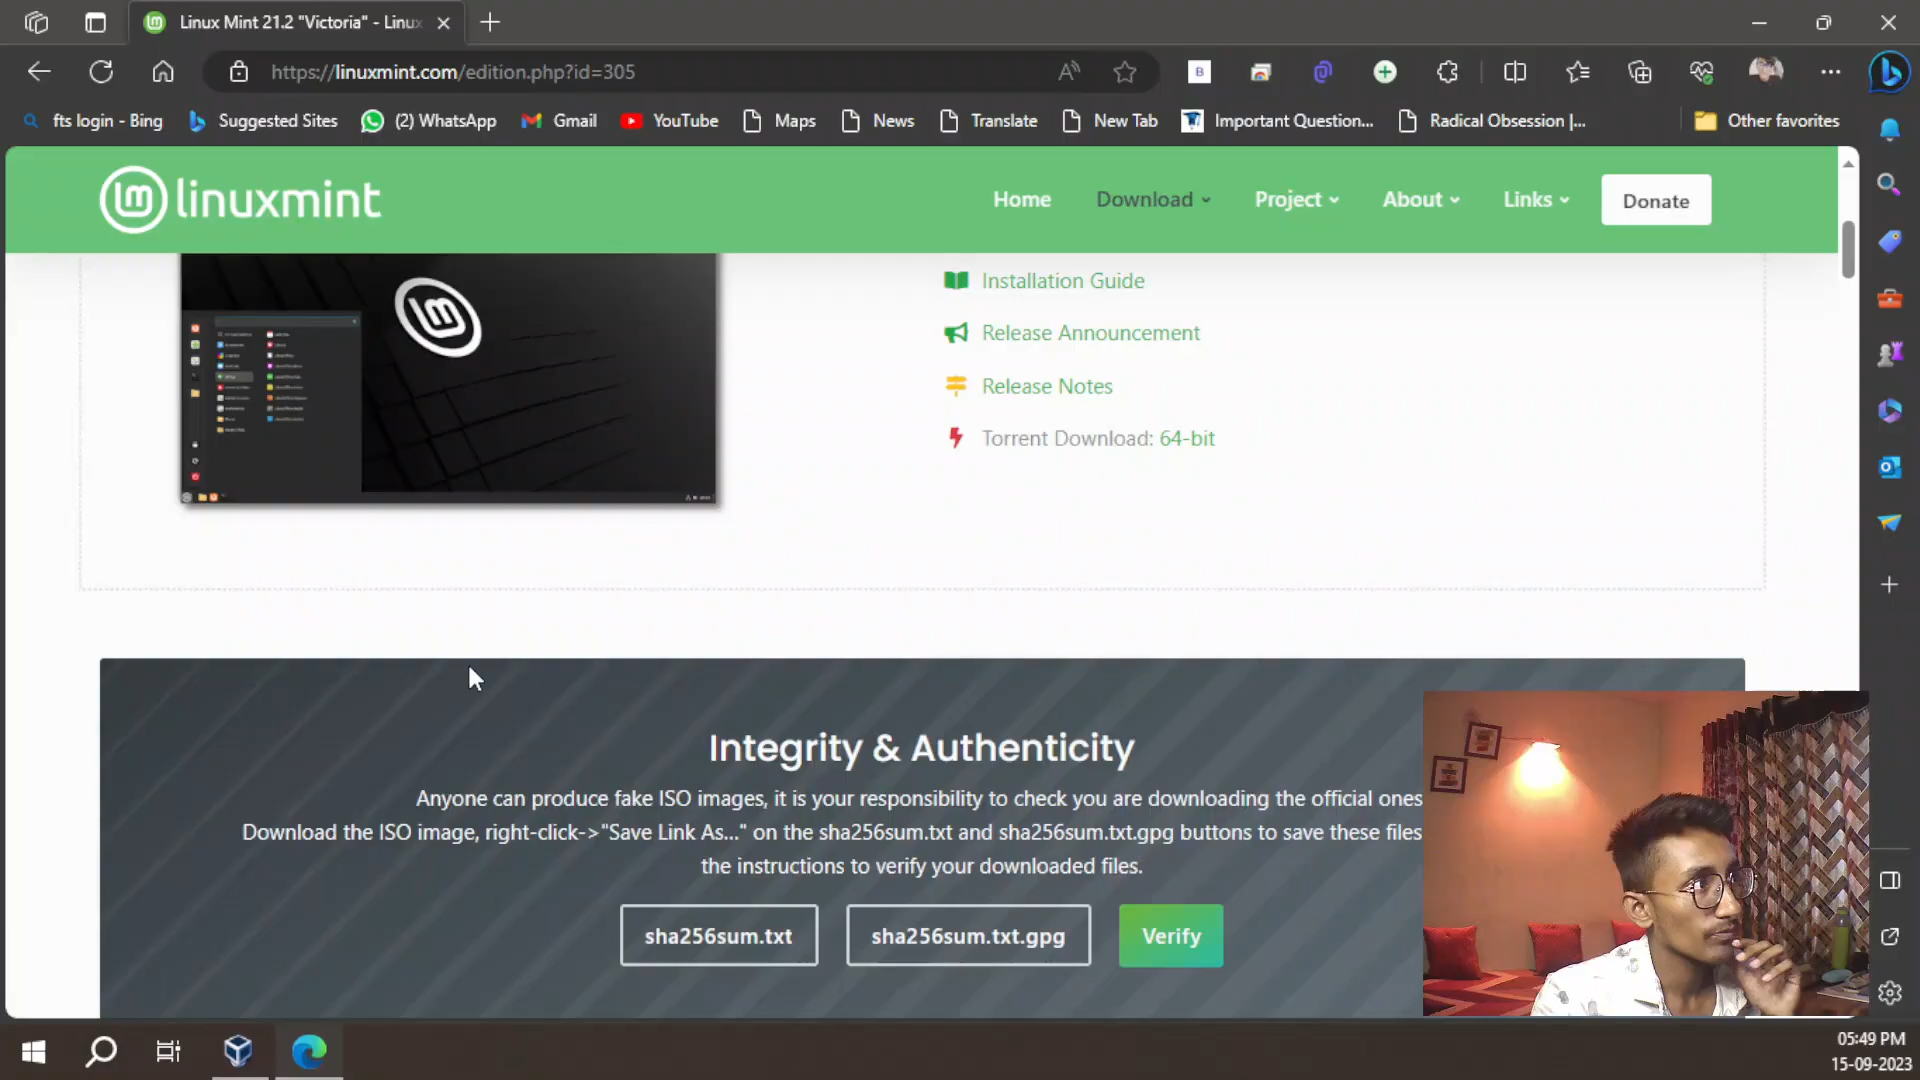 Linux Mint 21.2 "Victoria" - Linux
https://linuxmint.com/edition.php?id=305
fts login - Bing
Suggested Sites
(2) WhatsApp
Gmail
YouTube
Maps
News
Translate
New Tab
Important Question...
Radical Obsession |...
Other favorites
linuxmint
Home
Download
Project
About
Links
Donate
Installation Guide
Release Announcement
Release Notes
Torrent Download: 64-bit
Integrity & Authenticity
Anyone can produce fake ISO images, it is your responsibility to check you are downloading the official ones
Download the ISO image, right-click->"Save Link As..." on the sha256sum.txt and sha256sum.txt.gpg buttons to save these files
the instructions to verify your downloaded files.
sha256sum.txt
sha256sum.txt.gpg
Verify
05:49 PM
15-09-2023